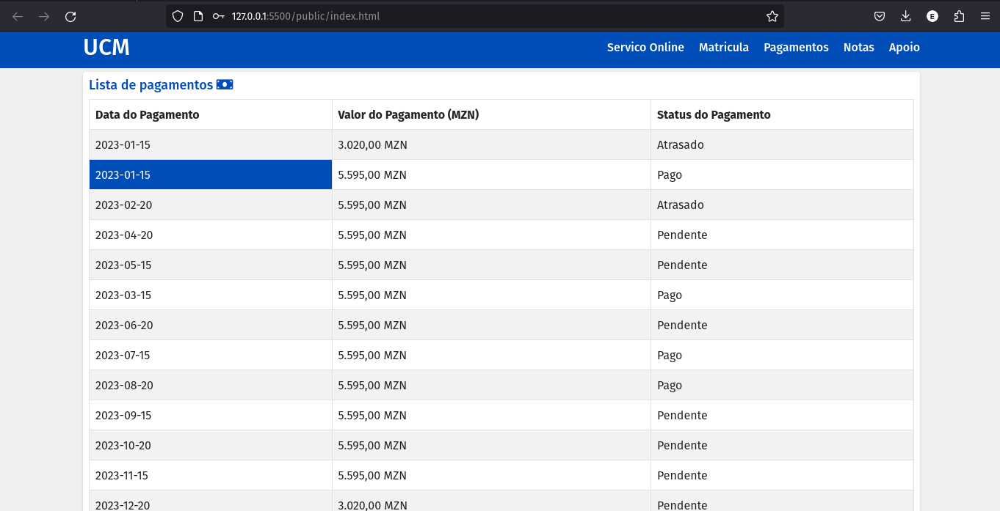 127.0.0.1:5500/public/index.html
E
UCM
Servico Online Matricula Pagamentos Notas Apoio
Lista de pagamentos
Data do Pagamento Valor do Pagamento (MZN) Status do Pagamento
2023-01-15 3.020,00 MZN Atrasado
2023-01-15 5.595,00 MZN Pago
2023-02-20 5.595,00 MZN Atrasado
2023-04-20 5.595,00 MZN Pendente
2023-05-15 5.595,00 MZN Pendente
2023-03-15 5.595,00 MZN Pago
2023-06-20 5.595,00 MZN Pendente
2023-07-15 5.595,00 MZN Pago
2023-08-20 5.595,00 MZN Pago
2023-09-15 5.595,00 MZN Pendente
2023-10-20 5.595,00 MZN Pendente
2023-11-15 5.595,00 MZN Pendente
2023-12-20 3.020,00 MZN Pendente